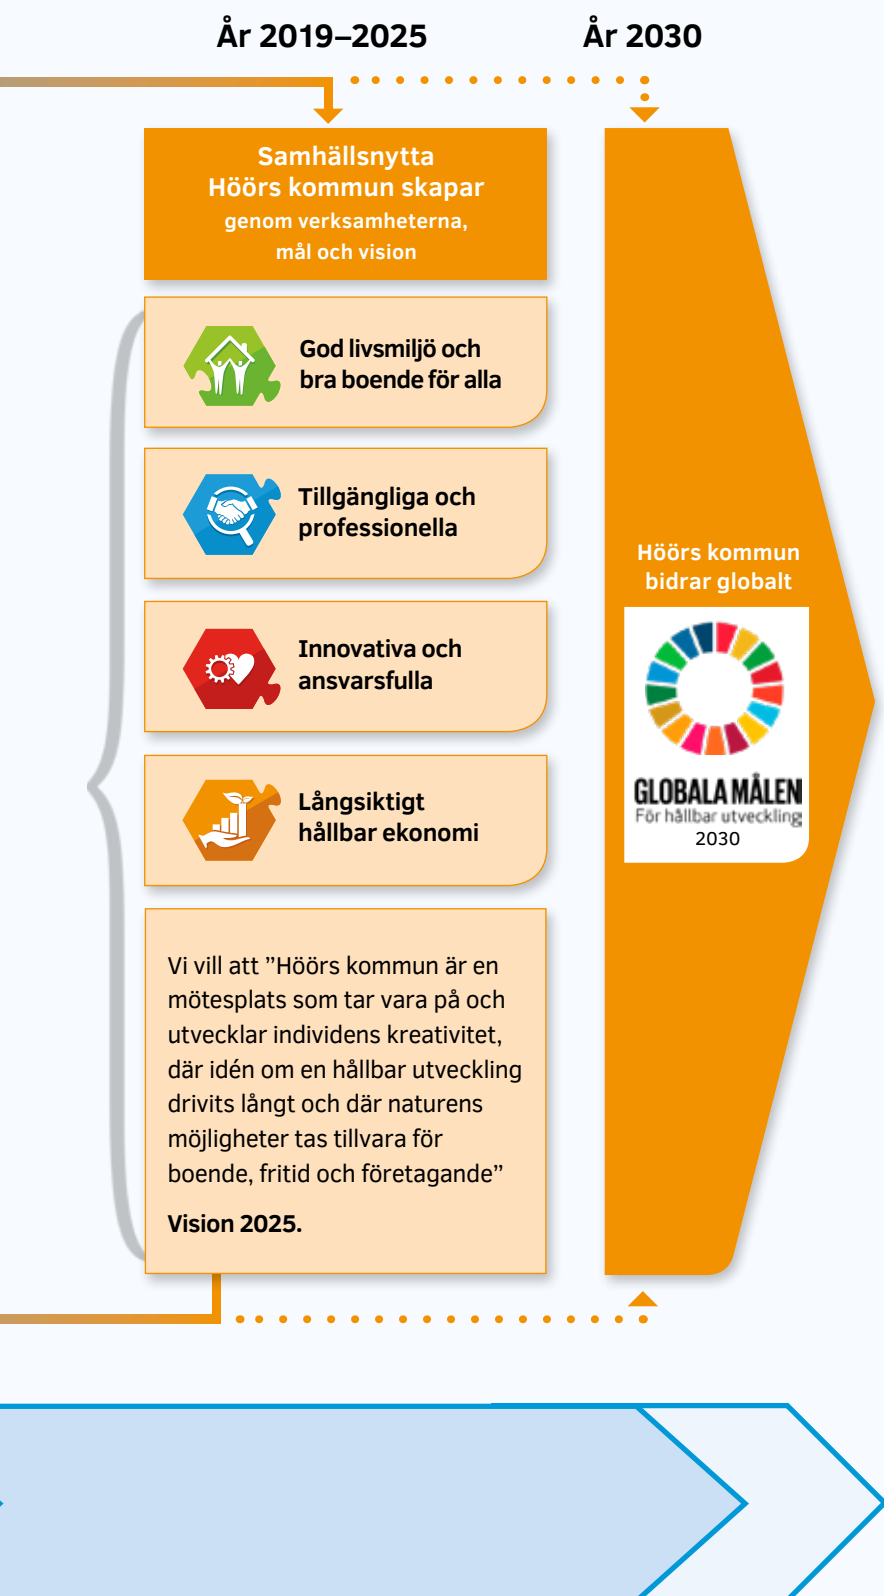 År 2019–2025
År 2030
Samhällsnytta
Höörs kommun skapar
genom verksamheterna,
mål och vision
God livsmiljö och
bra boende för alla
Tillgängliga och
professionella
Innovativa och
ansvarsfulla
Långsiktigt
hållbar ekonomi
Vi vill att ”Höörs kommun är en
mötesplats som tar vara på och
utvecklar individens kreativitet,
där idén om en hållbar utveckling
drivits långt och där naturens
möjligheter tas tillvara för
boende, fritid och företagande”
Vision 2025.
Höörs kommun
bidrar globalt
GLOBALA MÅLEN
För hållbar utveckling
2030